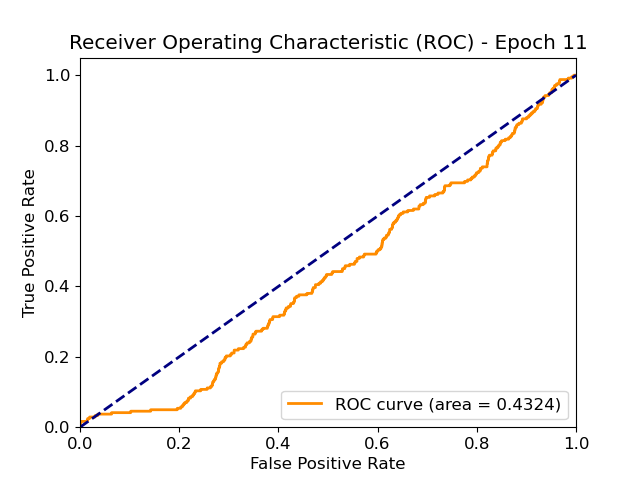 Receiver Operating Characteristic (ROC) - Epoch 11
True Positive Rate
1.0
0.8
0.6
0.4
0.2
0.0
ROC curve (area = 0.4324)
0.0 0.2 0.4 0.6 0.8 1.0
False Positive Rate